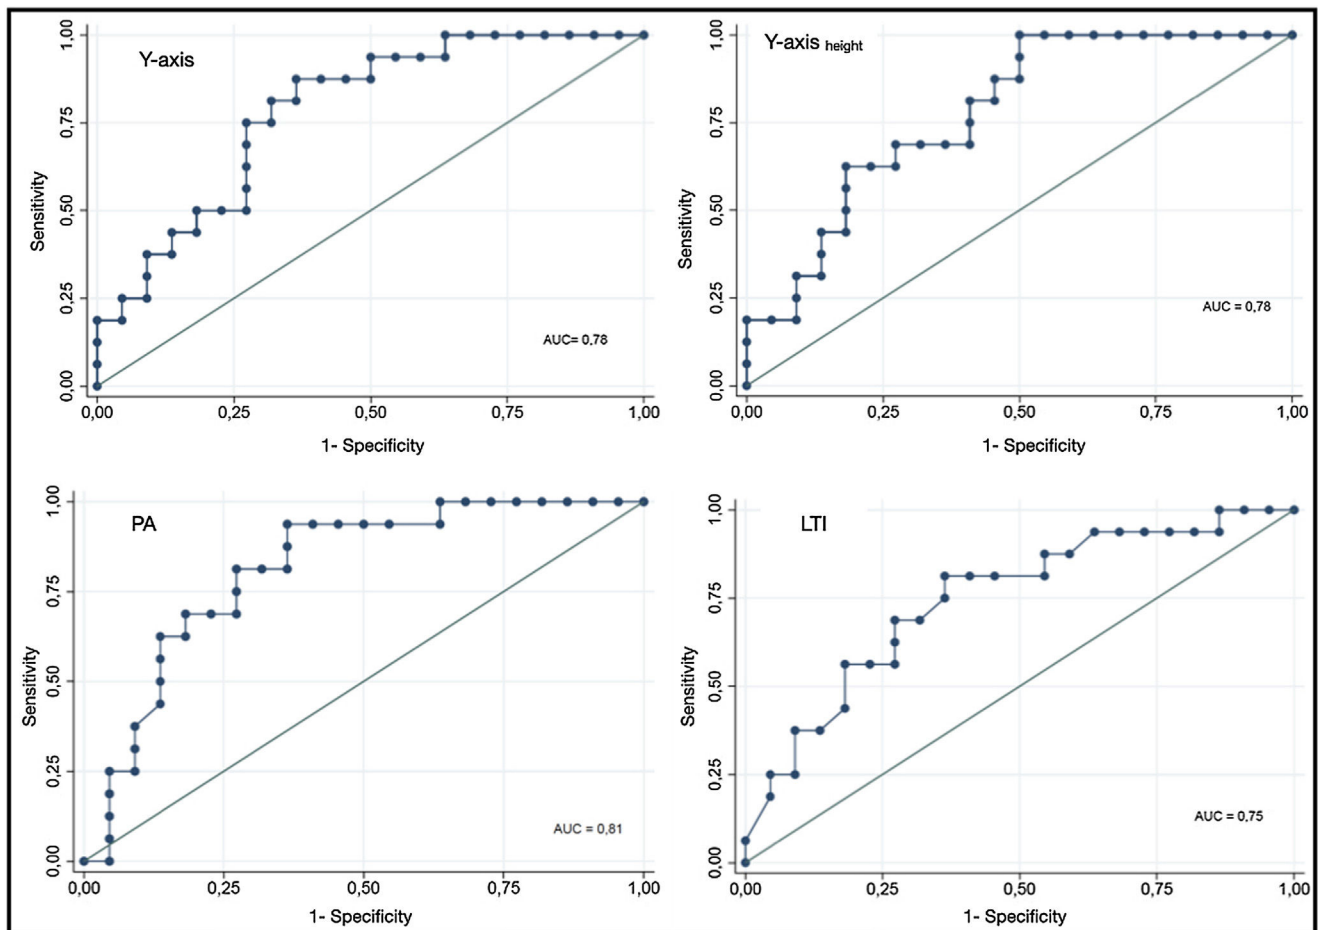 Y-axis
Sensitivity
1,00
0,75
0,50
0,25
0,00
AUC= 0,78
0,00 0,25 0,50 0,75 1,00
1- Specificity
Y-axis height
Sensitivity
1,00
0,75
0,50
0,25
0,00
AUC = 0,78
0,00 0,25 0,50 0,75 1,00
1- Specificity
PA
Sensitivity
1,00
0,75
0,50
0,25
0,00
AUC = 0,81
0,00 0,25 0,50 0,75 1,00
1- Specificity
LTI
Sensitivity
1,00
0,75
0,50
0,25
0,00
AUC = 0,75
0,00 0,25 0,50 0,75 1,00
1- Specificity